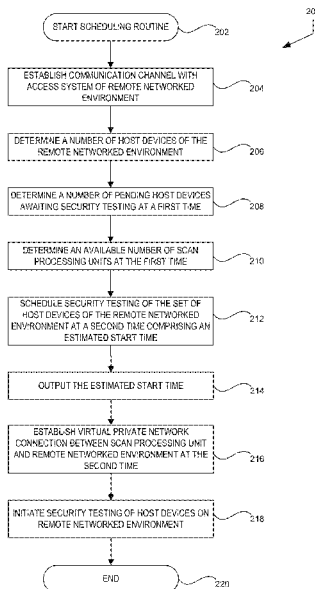 START SCHEDULING ROUTINE
202
20
ESTABLISH COMMUNICATION CHANNEL WITH
ACCESS SYSTEM OF REMOTE NETWORKED
ENVIRONMENT
204
DETERMINE A NUMBER OF HOST DEVICES OF THE
REMOTE NETWORKED ENVIRONMENT
206
DETERMINE A NUMBER OF PENDING HOST DEVICES
AWAITING SECURITY TESTING AT A FIRST TIME
208
DETERMINE AN AVAILABLE NUMBER OF SCAN
PROCESSING UNITS AT THE FIRST TIME
210
SCHEDULE SECURITY TESTING OF THE SET OF
HOST DEVICES OF THE REMOTE NETWORKED
ENVIRONMENT AT A SECOND TIME COMPRISING AN
ESTIMATED START TIME
212
OUTPUT THE ESTIMATED START TIME
214
ESTABLISH VIRTUAL PRIVATE NETWORK
CONNECTION BETWEEN SCAN PROCESSING UNIT
AND REMOTE NETWORKED ENVIRONMENT AT THE
SECOND TIME
216
INITIATE SECURITY TESTING OF HOST DEVICES ON
REMOTE NETWORKED ENVIRONMENT
218
END
220